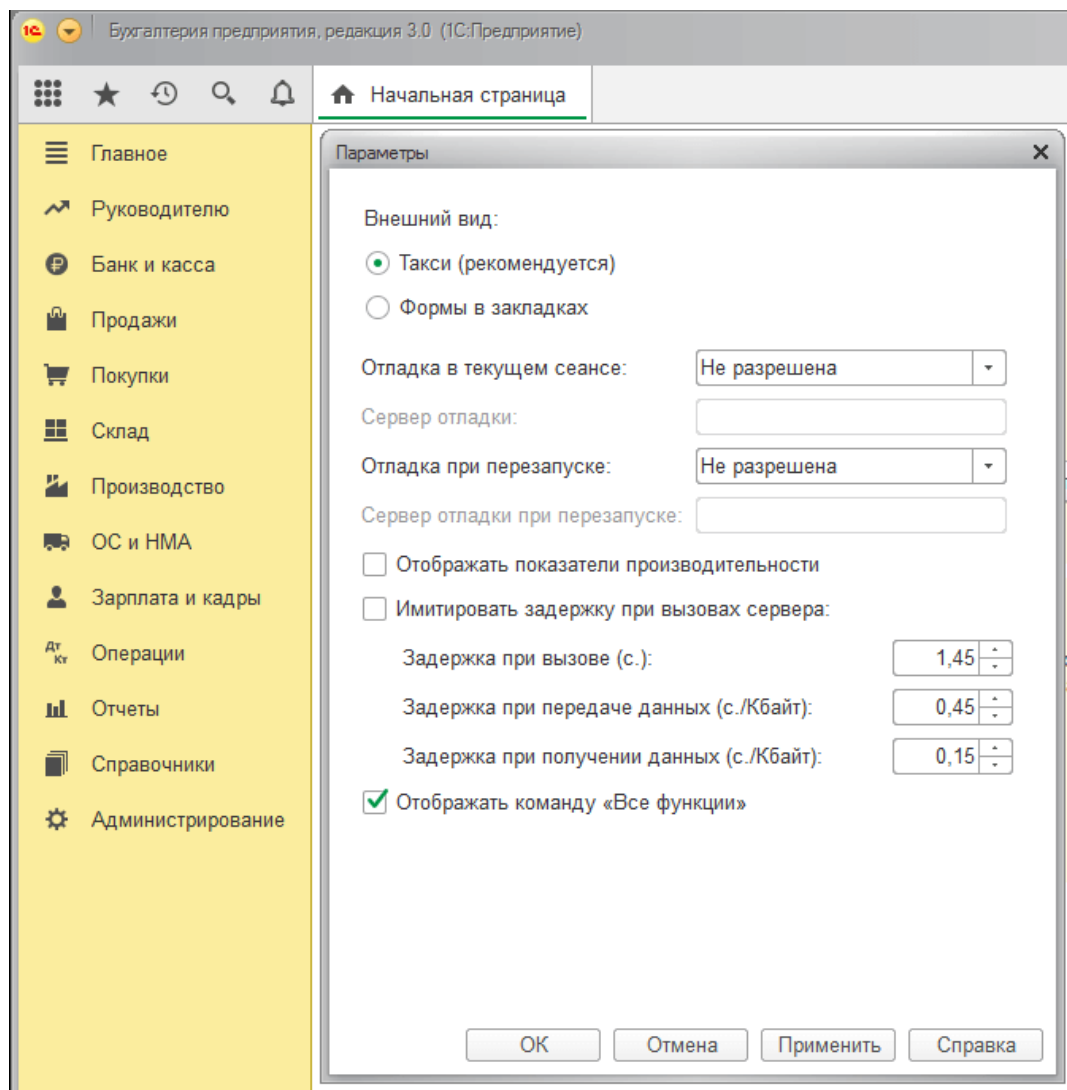 1С Бухгалтерия предприятия, редакция 3.0 (1С:Предприятие)
Начальная страница
Главное
Руководителю
Банк и касса
Продажи
Покупки
Склад
Производство
ОС и НМА
Зарплата и кадры
Дт Кт Операции
Отчеты
Справочники
Администрирование
Параметры
Внешний вид:
Такси (рекомендуется)
Формы в закладках
Отладка в текущем сеансе: Не разрешена
Сервер отладки:
Отладка при перезапуске: Не разрешена
Сервер отладки при перезапуске:
Отображать показатели производительности
Имитировать задержку при вызовах сервера:
Задержка при вызове (с.): 1,45
Задержка при передаче данных (с./Кбайт): 0,45
Задержка при получении данных (с./Кбайт): 0,15
Отображать команду «Все функции»
ОК Отмена Применить Справка